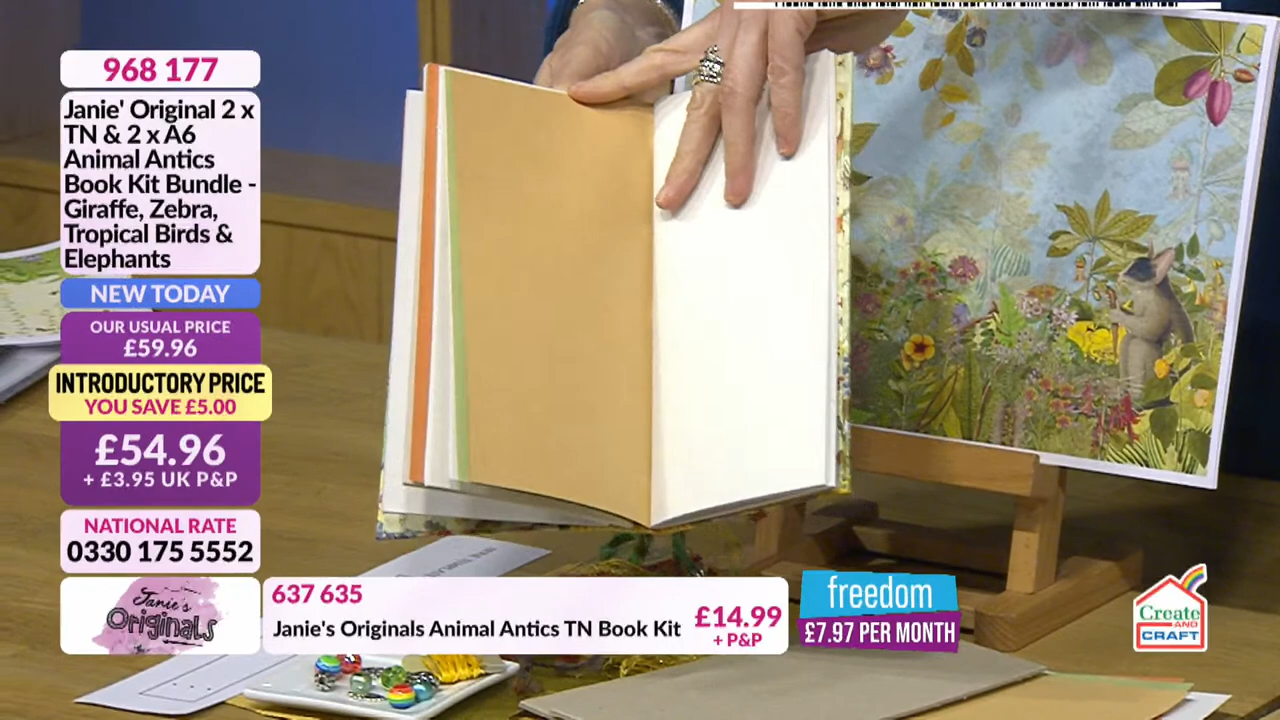 968 177
Janie' Original 2 x
TN & 2 x A6
Animal Antics
Book Kit Bundle -
Giraffe, Zebra,
Tropical Birds &
Elephants
NEW TODAY
OUR USUAL PRICE
£59.96
INTRODUCTORY PRICE
YOU SAVE £5.00
£54.96
+ £3.95 UK P&P
NATIONAL RATE
0330 175 5552
Janie's
Originals
637 635
Janie's Originals Animal Antics TN Book Kit
£14.99
+ P&P
freedom
£7.97 PER MONTH
Create
AND
CRAFT